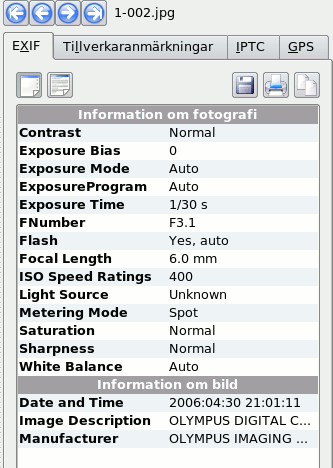 1-002.jpg
EXIF Tillverkaranmärkningar IPTC GPS
Information om fotografi
Contrast Normal
Exposure Bias 0
Exposure Mode Auto
ExposureProgram Auto
Exposure Time 1/30 s
FNumber F3.1
Flash Yes, auto
Focal Length 6.0 mm
ISO Speed Ratings 400
Light Source Unknown
Metering Mode Spot
Saturation Normal
Sharpness Normal
White Balance Auto
Information om bild
Date and Time 2006:04:30 21:01:11
Image Description OLYMPUS DIGITAL C...
Manufacturer OLYMPUS IMAGING ...